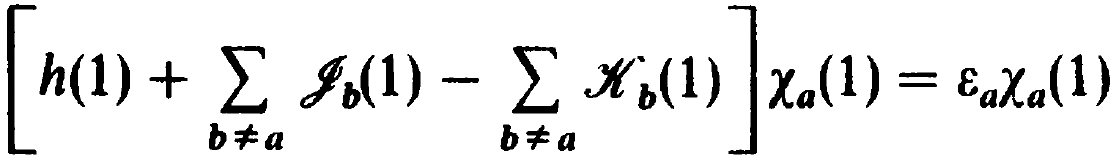 [h(1) + ∑_{b≠a} 𝒥_b(1) − ∑_{b≠a} 𝒦_b(1)] χ_a(1) = ε_a χ_a(1)